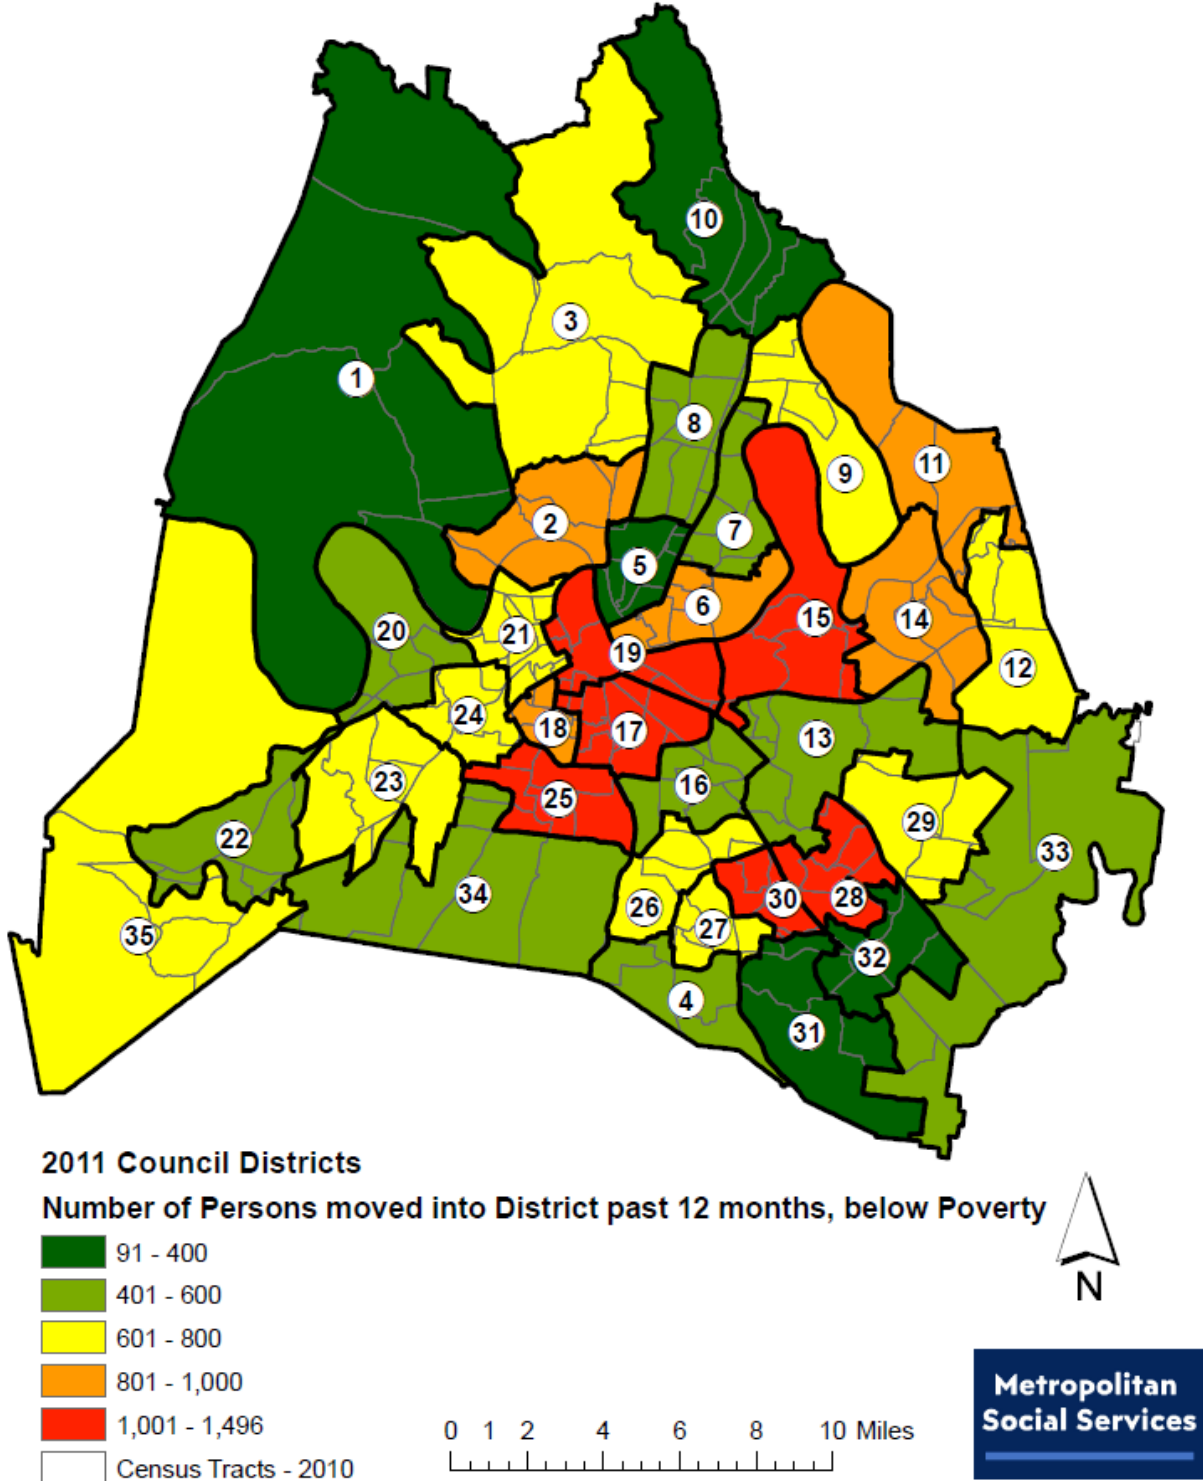 10
3
1
8
11
9
2
7
5
6
15
14
20
21
19
12
24
18
17
13
23
16
25
29
22
33
34
30
28
26
27
35
32
4
31
2011 Council Districts
Number of Persons moved into District past 12 months, below Poverty
91 - 400
401 - 600
601 - 800
801 - 1,000
1,001 - 1,496
Census Tracts - 2010
0 1 2 4 6 8 10 Miles
N
Metropolitan
Social Services